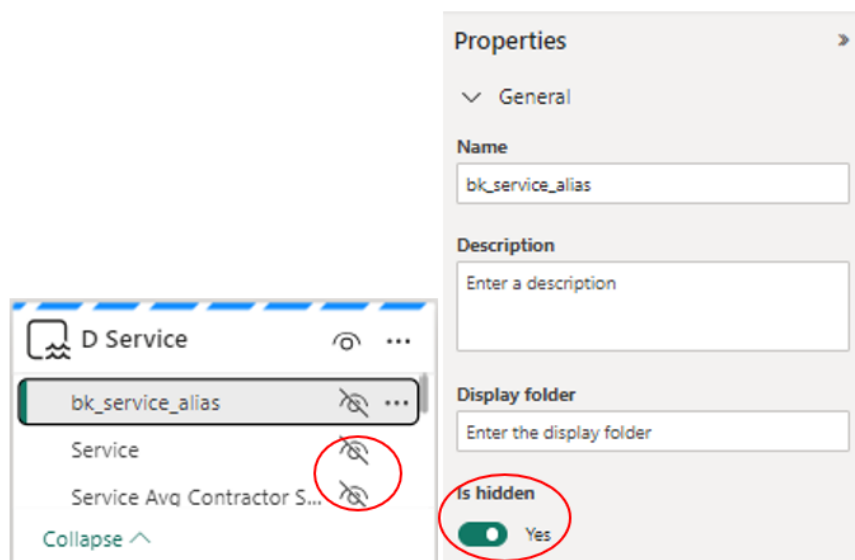 Properties
General
Name
bk_service_alias
Description
Enter a description
Display folder
Enter the display folder
Is hidden
Yes
D Service
bk_service_alias
Service
Service Avg Contractor S...
Collapse